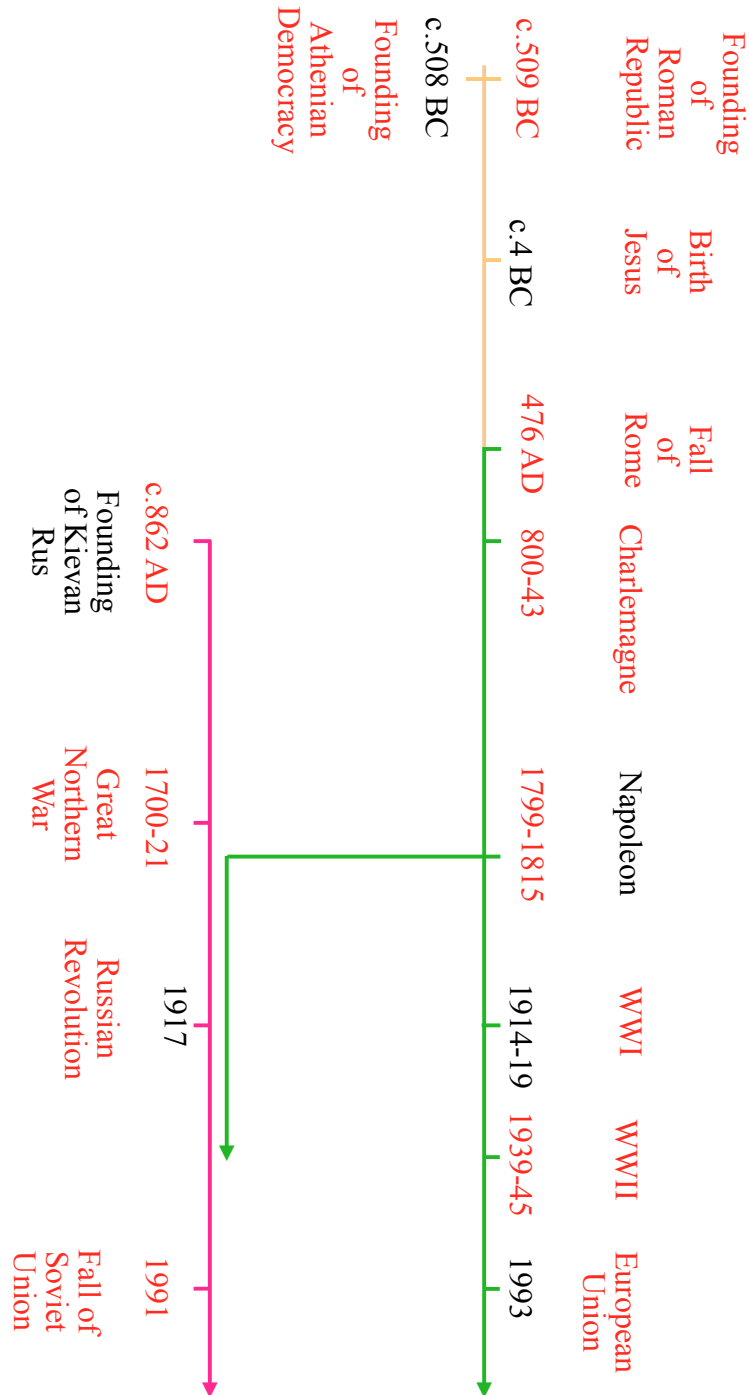 Founding
of
Roman
Republic
Birth
of
Jesus
Fall
of
Rome
Charlemagne
Napoleon
WWI
WWII
European
Union
c.509 BC
c.4 BC
476 AD
800-43
1799-1815
1914-19
1939-45
1993
c.508 BC
Founding
of
Athenian
Democracy
c.862 AD
1700-21
1917
1991
Founding
of Kievan
Rus
Great
Northern
War
Russian
Revolution
Fall of
Soviet
Union